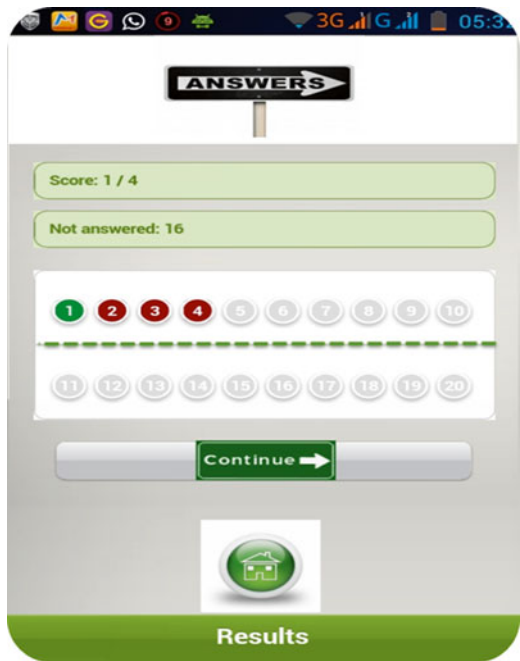 9 3G G 05:3
ANSWERS
Score: 1 / 4
Not answered: 16
1 2 3 4 5 6 7 8 9 10
11 12 13 14 15 16 17 18 19 20
Continue
Results